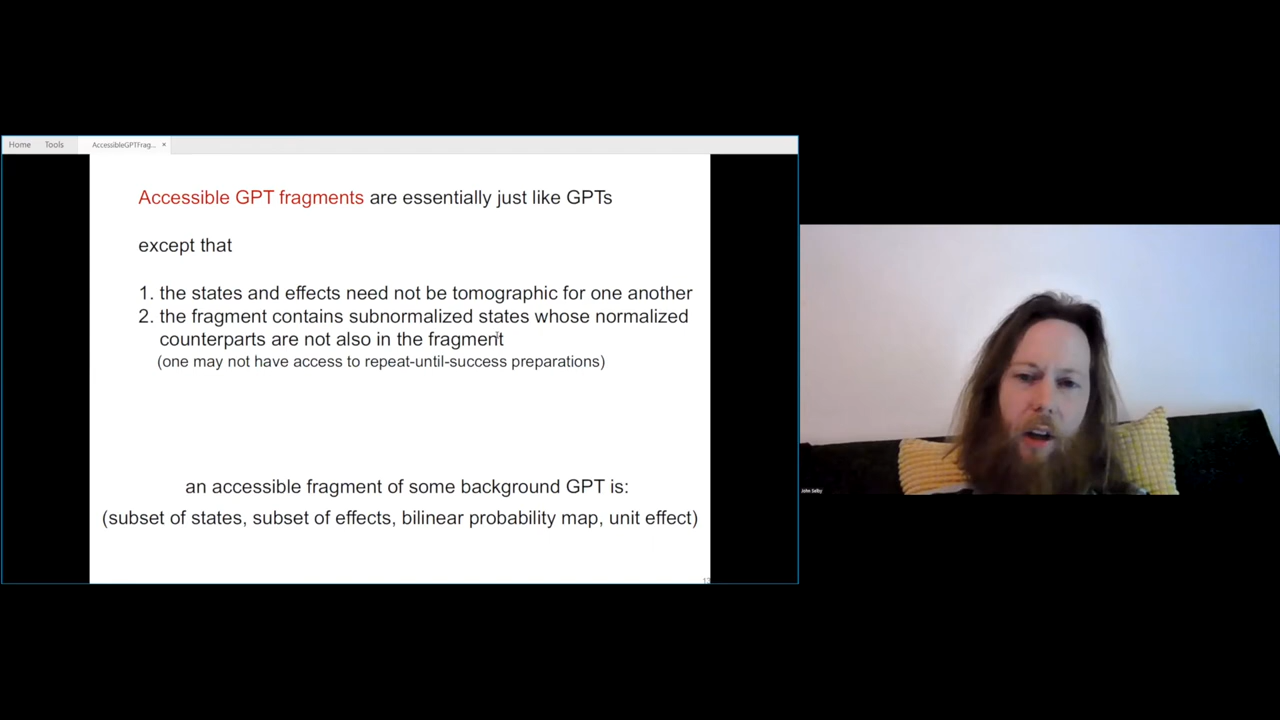 Home Tools AccessibleGPTFrag... ×
Accessible GPT fragments are essentially just like GPTs
except that
1. the states and effects need not be tomographic for one another
2. the fragment contains subnormalized states whose normalized
counterparts are not also in the fragment
(one may not have access to repeat-until-success preparations)
an accessible fragment of some background GPT is:
(subset of states, subset of effects, bilinear probability map, unit effect)
13
John Selby